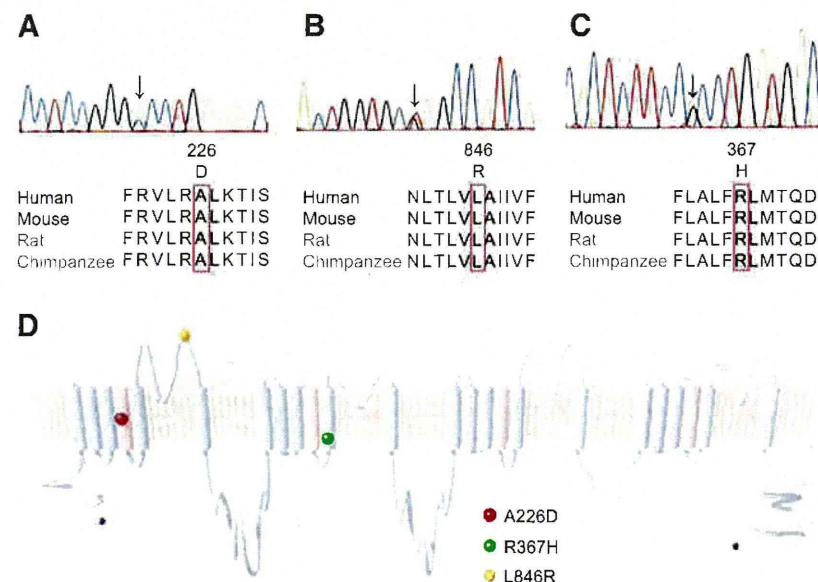 A
226
D
Human FRVLRALKTIS
Mouse FRVLRALKTIS
Rat FRVLRALKTIS
Chimpanzee FRVLRALKTIS
B
846
R
Human NLTLVLAIIVF
Mouse NLTLVLAIIVF
Rat NLTLVLAIIVF
Chimpanzee NLTLVLAIIVF
C
367
H
Human FLALFRLMTQD
Mouse FLALFRLMTQD
Rat FLALFRLMTQD
Chimpanzee FLALFRLMTQD
D
A226D
R367H
L846R